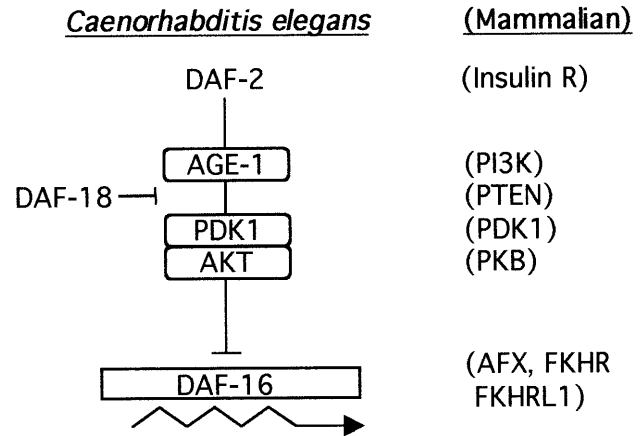 Caenorhabditis elegans (Mammalian)
DAF-2 (Insulin R)
AGE-1 (PI3K)
DAF-18 (PTEN)
PDK1 (PDK1)
AKT (PKB)
(AFX, FKHR
DAF-16 FKHRL1)